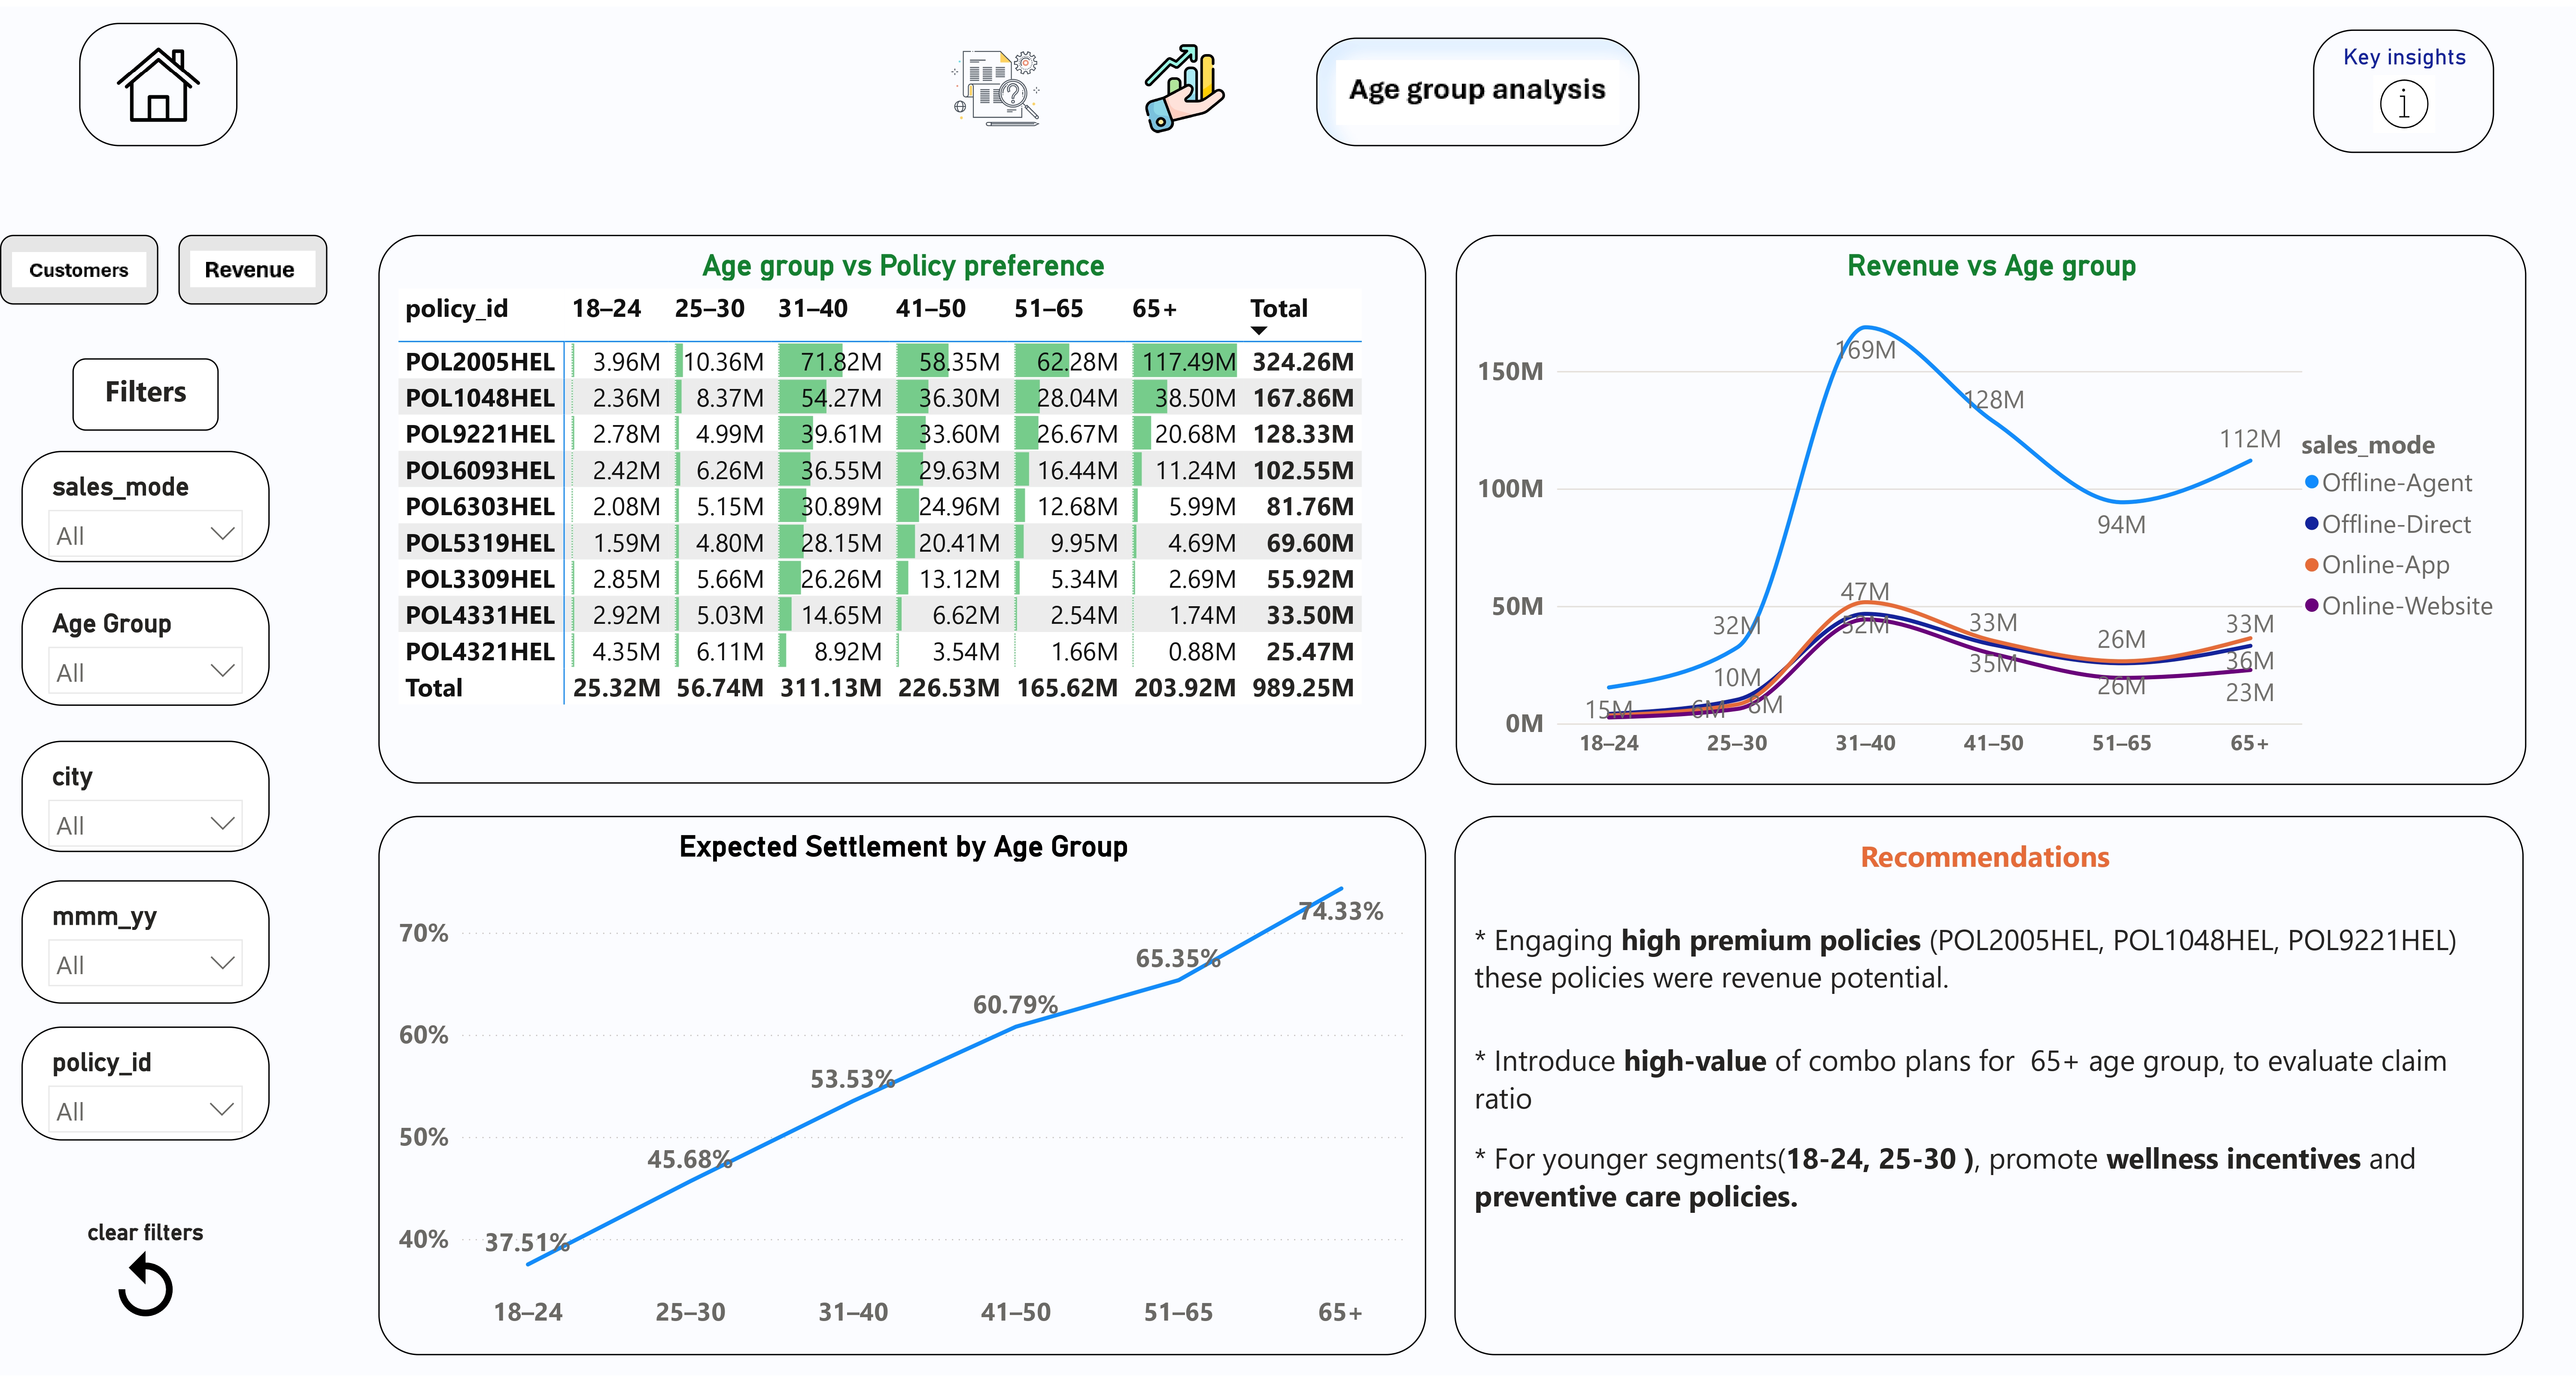 Key insights
Age group analysis
Customers
Revenue
Filters
sales_mode
All
Age Group
All
city
All
mmm_yy
All
policy_id
All
clear filters
Age group vs Policy preference
policy_id 18–24 25–30 31–40 41–50 51–65 65+ Total
POL2005HEL 3.96M 10.36M 71.82M 58.35M 62.28M 117.49M 324.26M
POL1048HEL 2.36M 8.37M 54.27M 36.30M 28.04M 38.50M 167.86M
POL9221HEL 2.78M 4.99M 39.61M 33.60M 26.67M 20.68M 128.33M
POL6093HEL 2.42M 6.26M 36.55M 29.63M 16.44M 11.24M 102.55M
POL6303HEL 2.08M 5.15M 30.89M 24.96M 12.68M 5.99M 81.76M
POL5319HEL 1.59M 4.80M 28.15M 20.41M 9.95M 4.69M 69.60M
POL3309HEL 2.85M 5.66M 26.26M 13.12M 5.34M 2.69M 55.92M
POL4331HEL 2.92M 5.03M 14.65M 6.62M 2.54M 1.74M 33.50M
POL4321HEL 4.35M 6.11M 8.92M 3.54M 1.66M 0.88M 25.47M
Total 25.32M 56.74M 311.13M 226.53M 165.62M 203.92M 989.25M
Revenue vs Age group
150M
100M
50M
0M
169M
128M
112M
94M
32M
47M
52M
33M
35M
26M
26M
33M
36M
23M
10M
15M
6M
8M
18–24 25–30 31–40 41–50 51–65 65+
sales_mode
Offline-Agent
Offline-Direct
Online-App
Online-Website
Expected Settlement by Age Group
70%
60%
50%
40%
37.51%
45.68%
53.53%
60.79%
65.35%
74.33%
18–24 25–30 31–40 41–50 51–65 65+
Recommendations
* Engaging high premium policies (POL2005HEL, POL1048HEL, POL9221HEL)
these policies were revenue potential.
* Introduce high-value of combo plans for  65+ age group, to evaluate claim
ratio
* For younger segments(18-24, 25-30 ), promote wellness incentives and
preventive care policies.